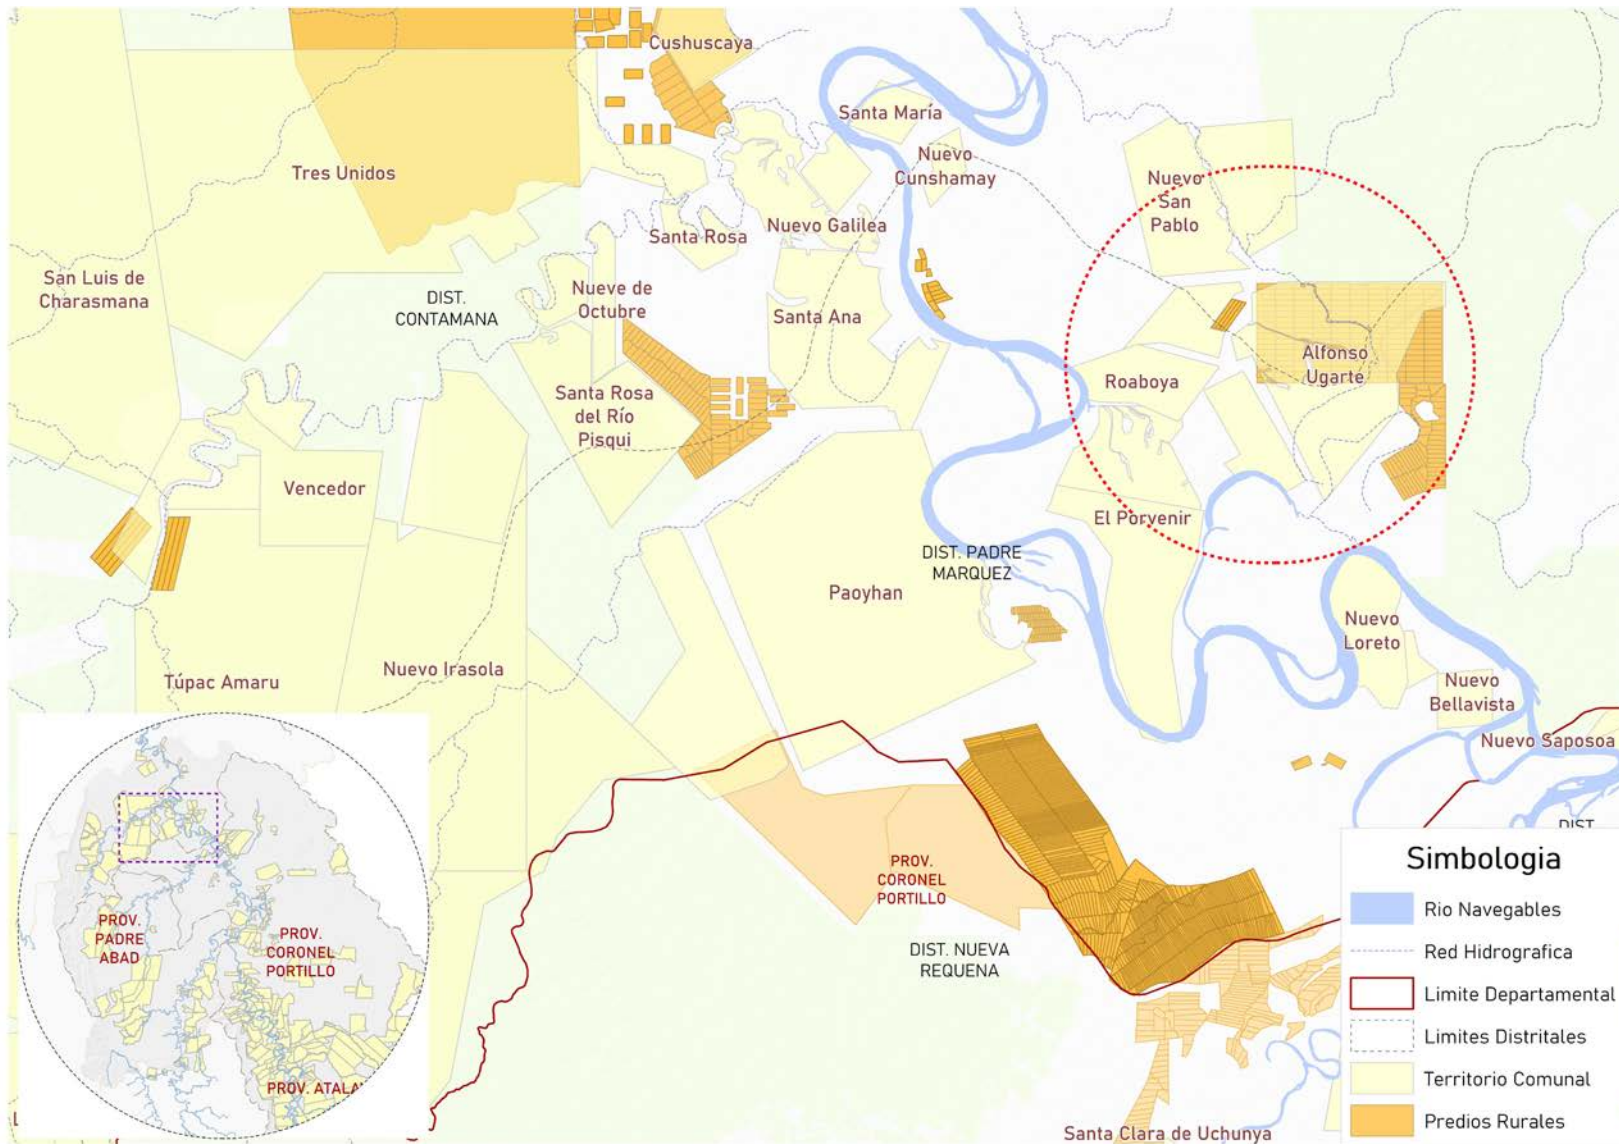 Cushuscaya
Santa María
Nuevo
Cunshamay
Tres Unidos
Nuevo
San
Pablo
Santa Rosa
Nuevo Galilea
San Luis de
Charasmana
DIST.
CONTAMANA
Nueve de
Octubre
Santa Ana
Alfonso
Ugarte
Roaboya
Santa Rosa
del Río
Pisqui
Vencedor
El Porvenir
DIST. PADRE
MARQUEZ
Paoyhan
Nuevo
Loreto
Túpac Amaru
Nuevo Irasola
Nuevo
Bellavista
Nuevo Saposoa
DIST
PROV.
CORONEL
PORTILLO
DIST. NUEVA
REQUENA
Santa Clara de Uchunya
PROV.
PADRE
ABAD
PROV.
CORONEL
PORTILLO
PROV. ATALA
Simbologia
Rio Navegables
Red Hidrografica
Limite Departamental
Limites Distritales
Territorio Comunal
Predios Rurales